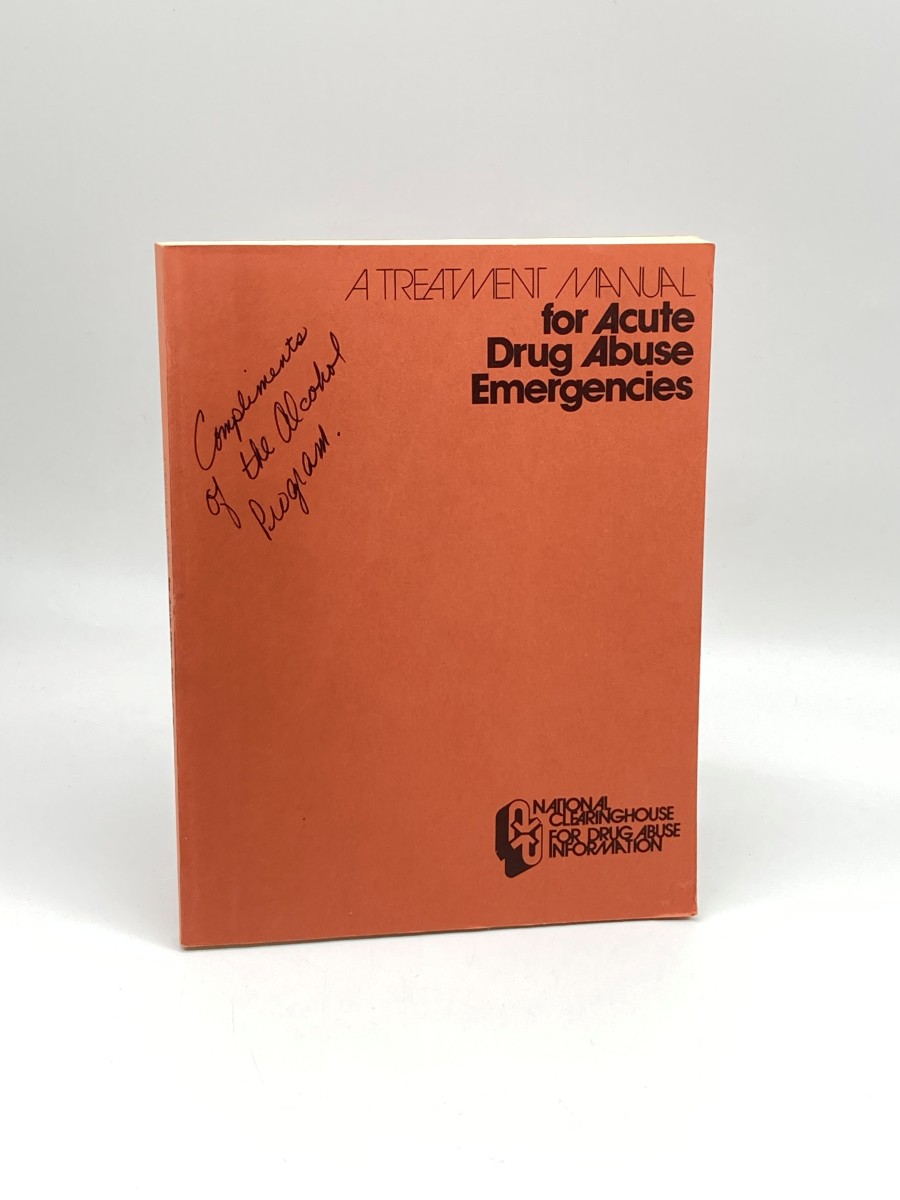 A TREATMENT MANUAL
for Acute
Drug Abuse
Emergencies
Compliments
of the Alcohol
Program.
NATIONAL
CLEARINGHOUSE
FOR DRUG ABUSE
INFORMATION